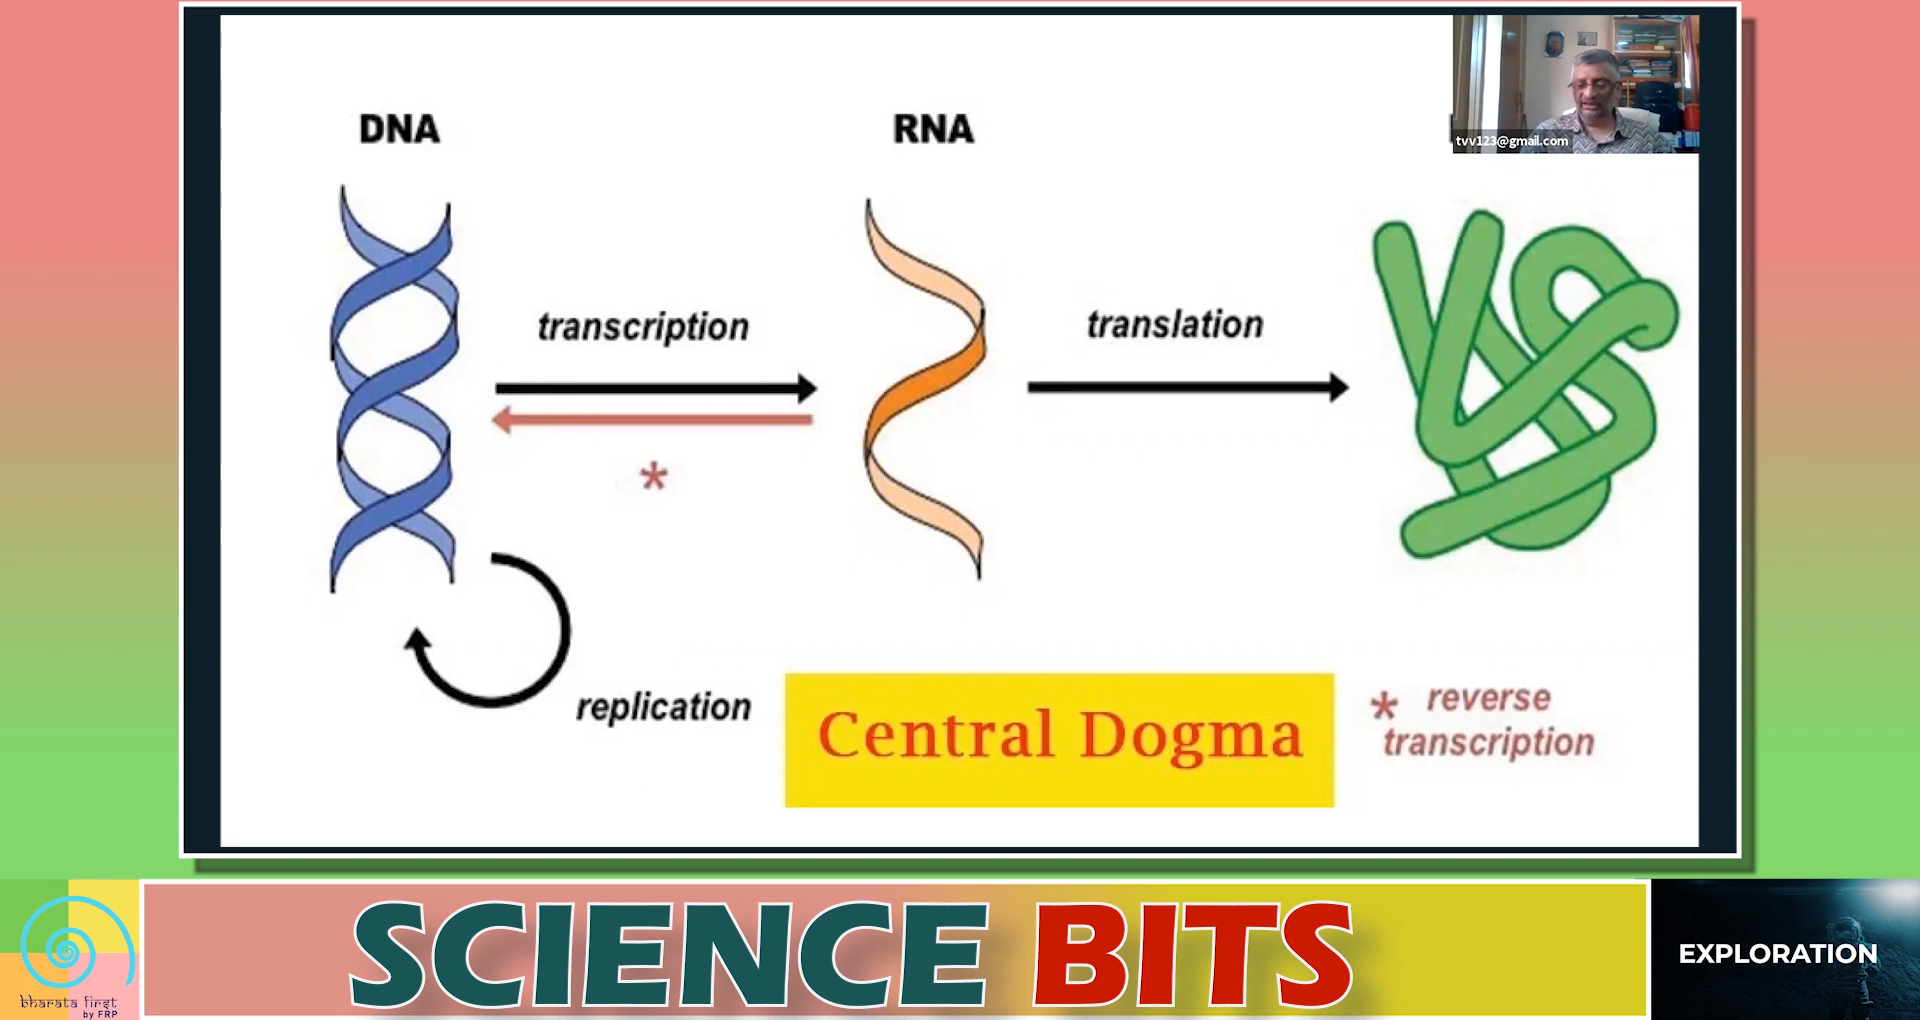 DNA
RNA
tvv123@gmail.com
transcription
translation
*
replication
Central Dogma
* reverse
transcription
SCIENCE BITS
EXPLORATION
bharata first
by FRP